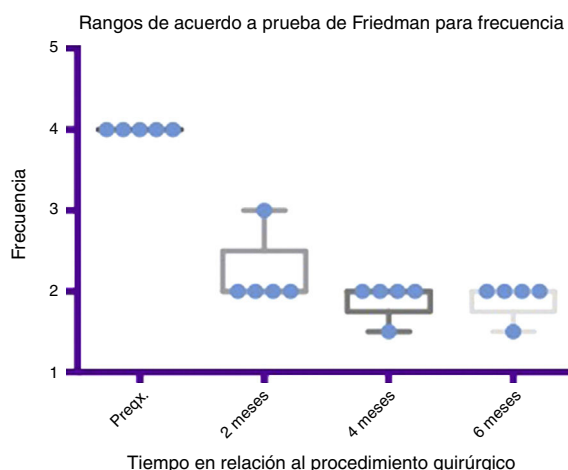 Rangos de acuerdo a prueba de Friedman para frecuencia
5
4
3
2
1
Frecuencia
Preqx.
2 meses
4 meses
6 meses
Tiempo en relación al procedimiento quirúrgico